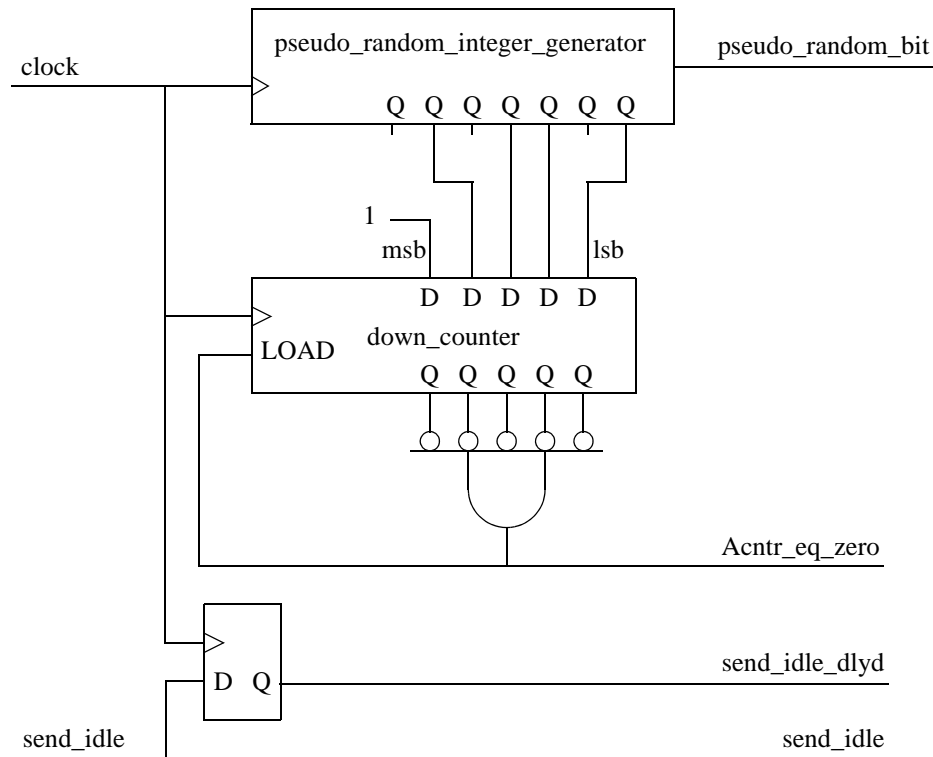 pseudo_random_integer_generator
pseudo_random_bit
clock
Q Q Q Q Q Q Q
1
msb
lsb
D D D D D
down_counter
LOAD
Q Q Q Q Q
Acntr_eq_zero
send_idle_dlyd
D Q
send_idle
send_idle